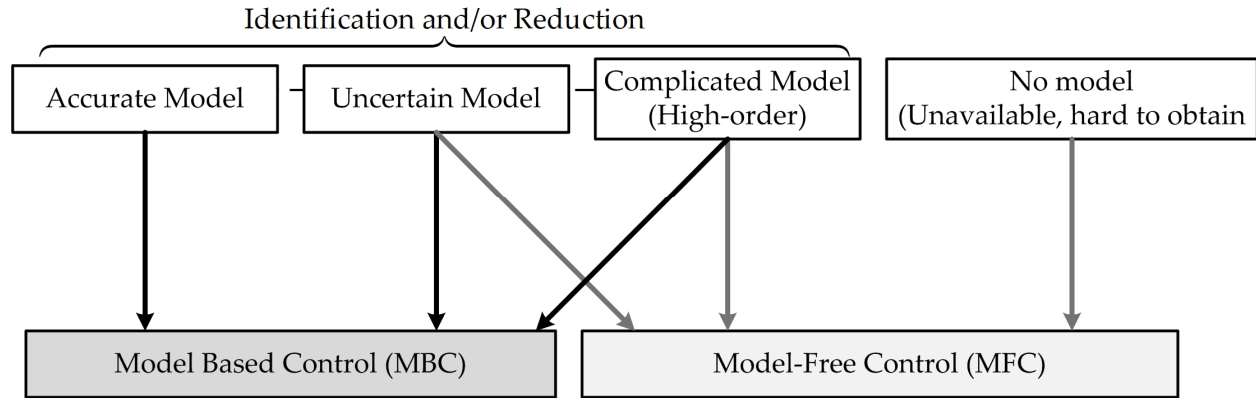 Identification and/or Reduction
Accurate Model
Uncertain Model
Complicated Model
(High-order)
No model
(Unavailable, hard to obtain
Model Based Control (MBC)
Model-Free Control (MFC)